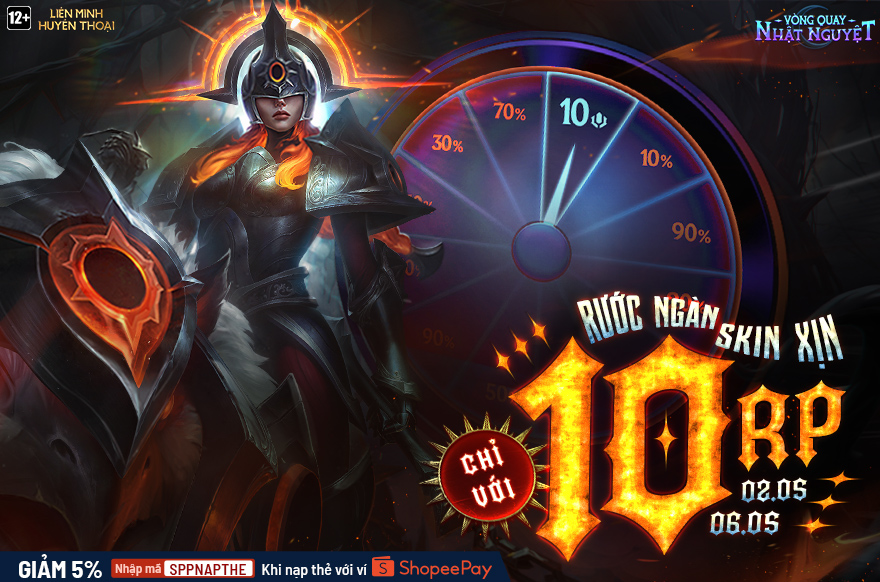 12+
LIÊN MINH
HUYỀN THOẠI
VÒNG QUAY
NHẬT NGUYỆT
70%
10
30%
10%
90%
90%
RƯỚC NGÀN SKIN XỊN
CHỈ
VỚI
10 RP
02.05
06.05
GIẢM 5% Nhập mã SPPNAPTHE Khi nạp thẻ với ví S ShopeePay